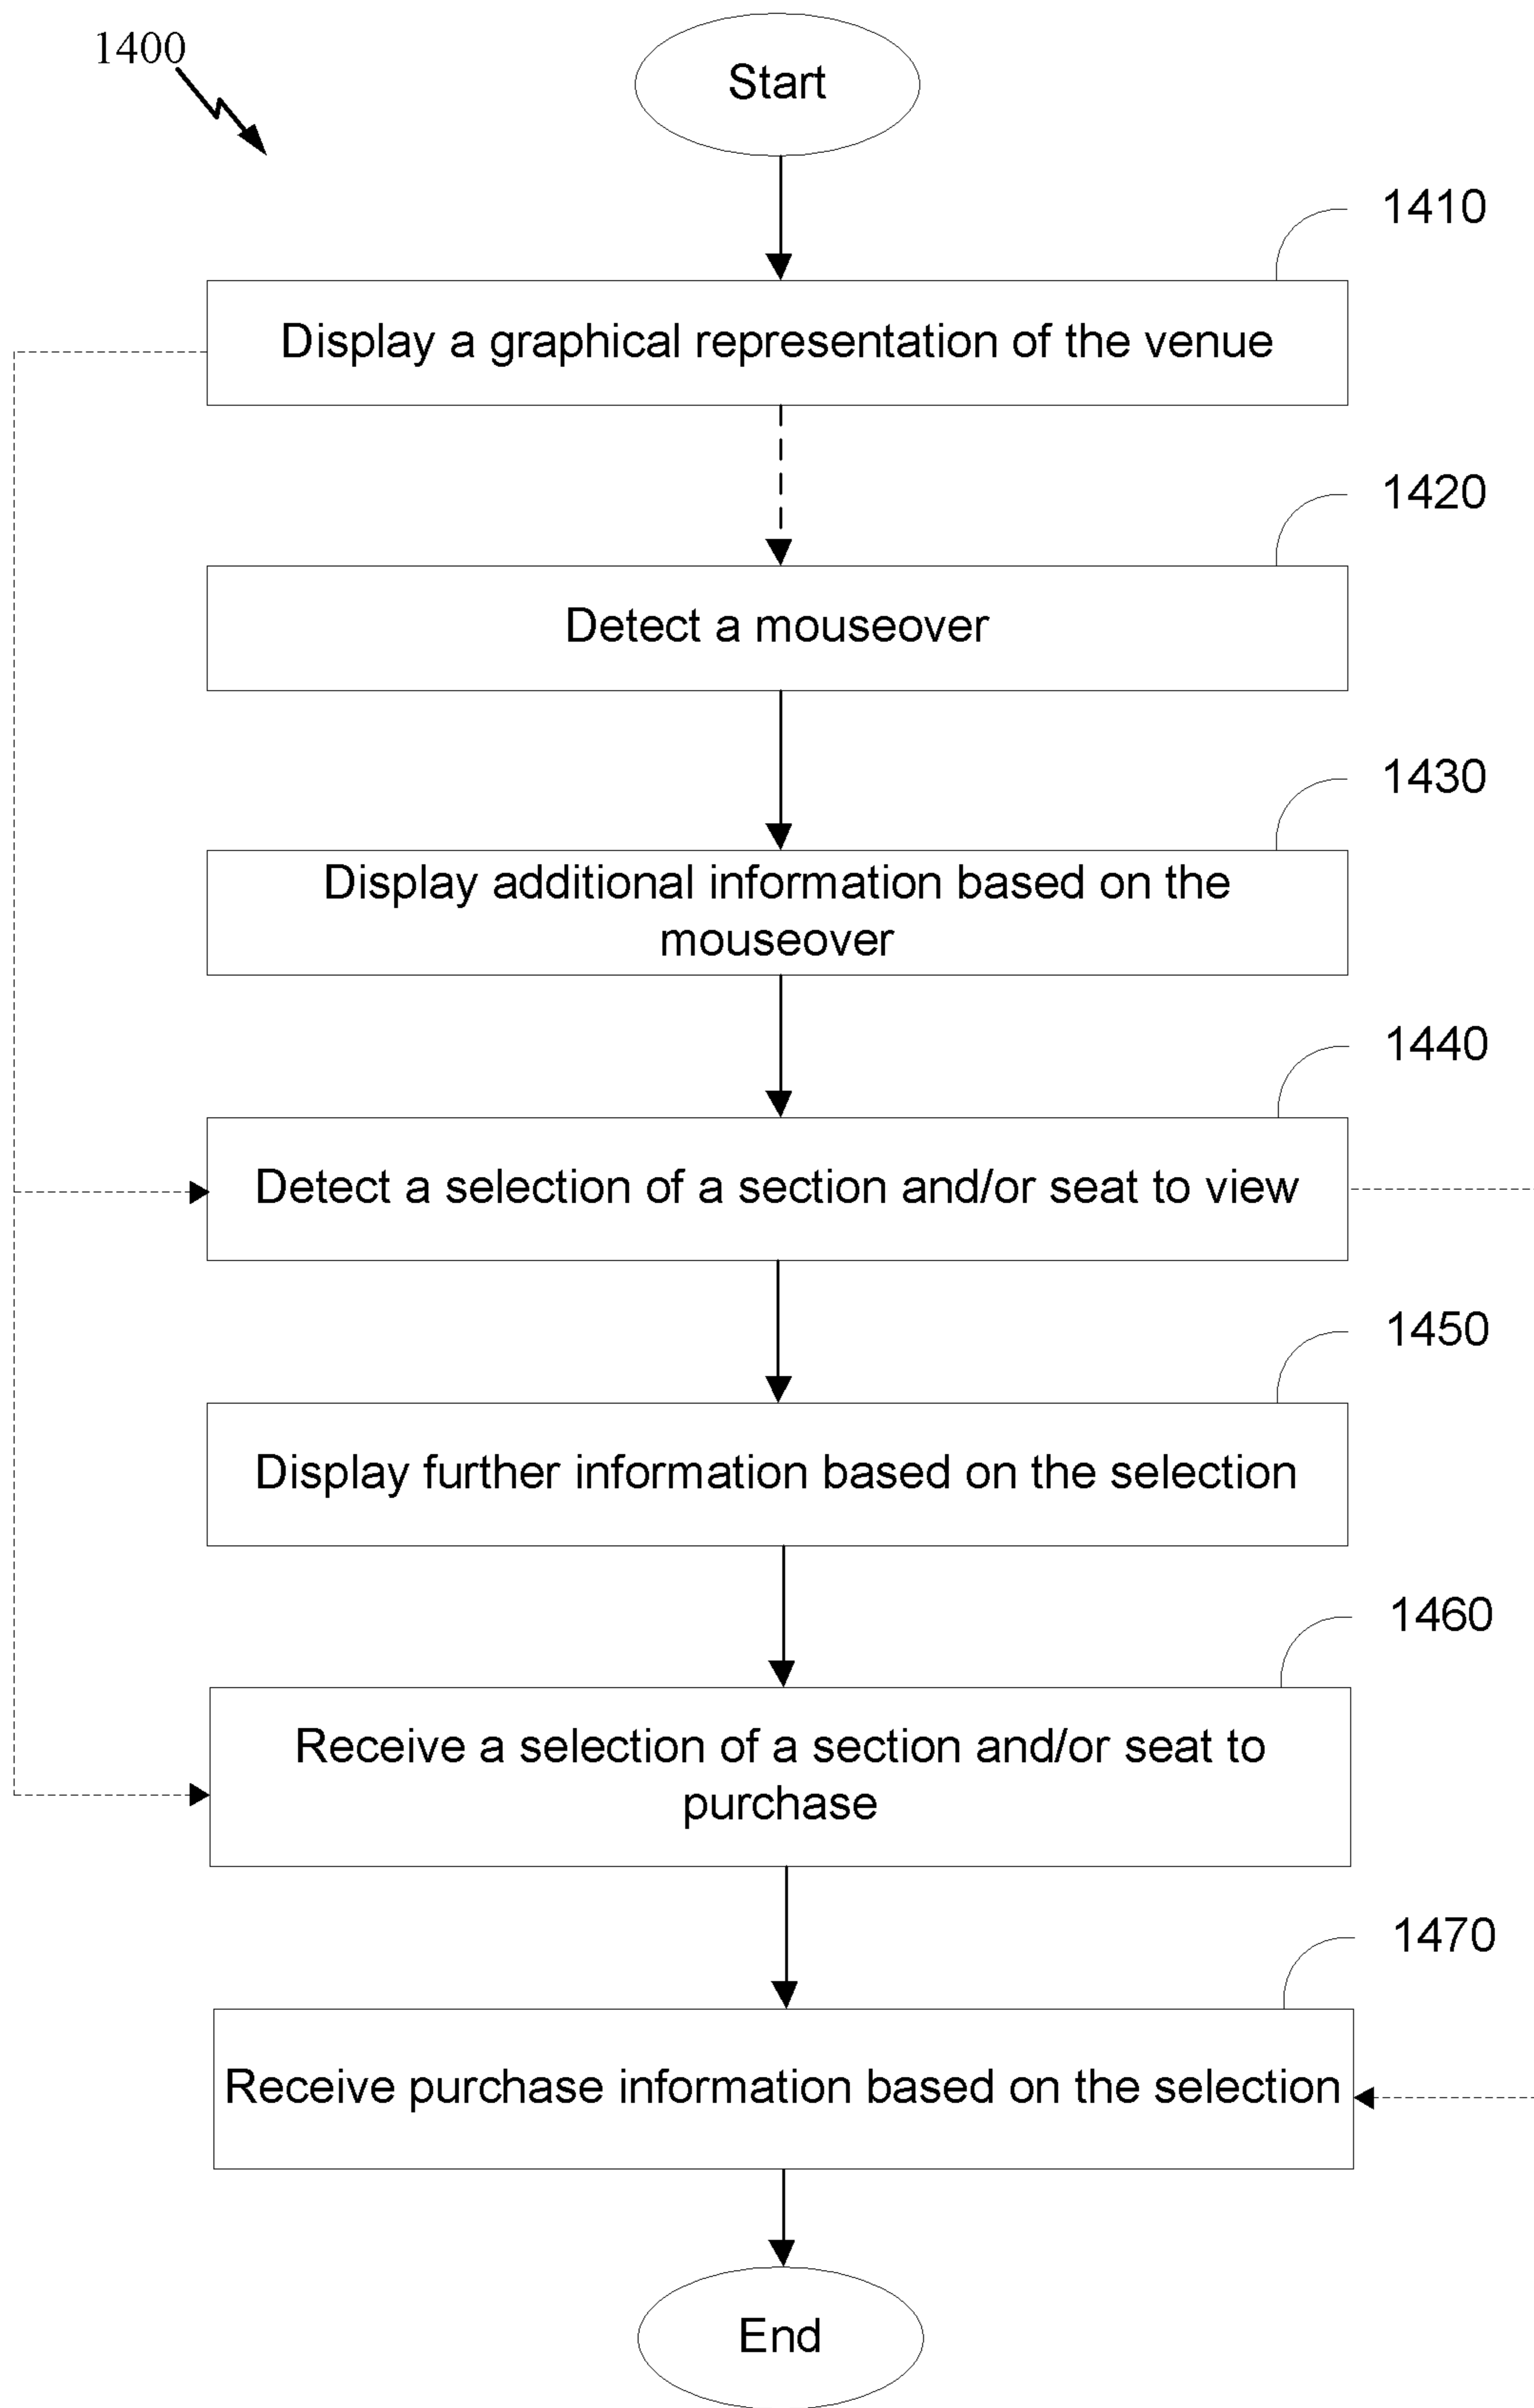 1400
Start
1410
Display a graphical representation of the venue
1420
Detect a mouseover
1430
Display additional information based on the
mouseover
1440
Detect a selection of a section and/or seat to view
1450
Display further information based on the selection
1460
Receive a selection of a section and/or seat to
purchase
1470
Receive purchase information based on the selection
End